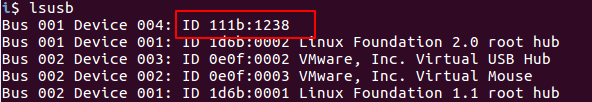 i$ lsusb
Bus 001 Device 004: ID 111b:1238
Bus 001 Device 001: ID 1d6b:0002 Linux Foundation 2.0 root hub
Bus 002 Device 003: ID 0e0f:0002 VMware, Inc. Virtual USB Hub
Bus 002 Device 002: ID 0e0f:0003 VMware, Inc. Virtual Mouse
Bus 002 Device 001: ID 1d6b:0001 Linux Foundation 1.1 root hub